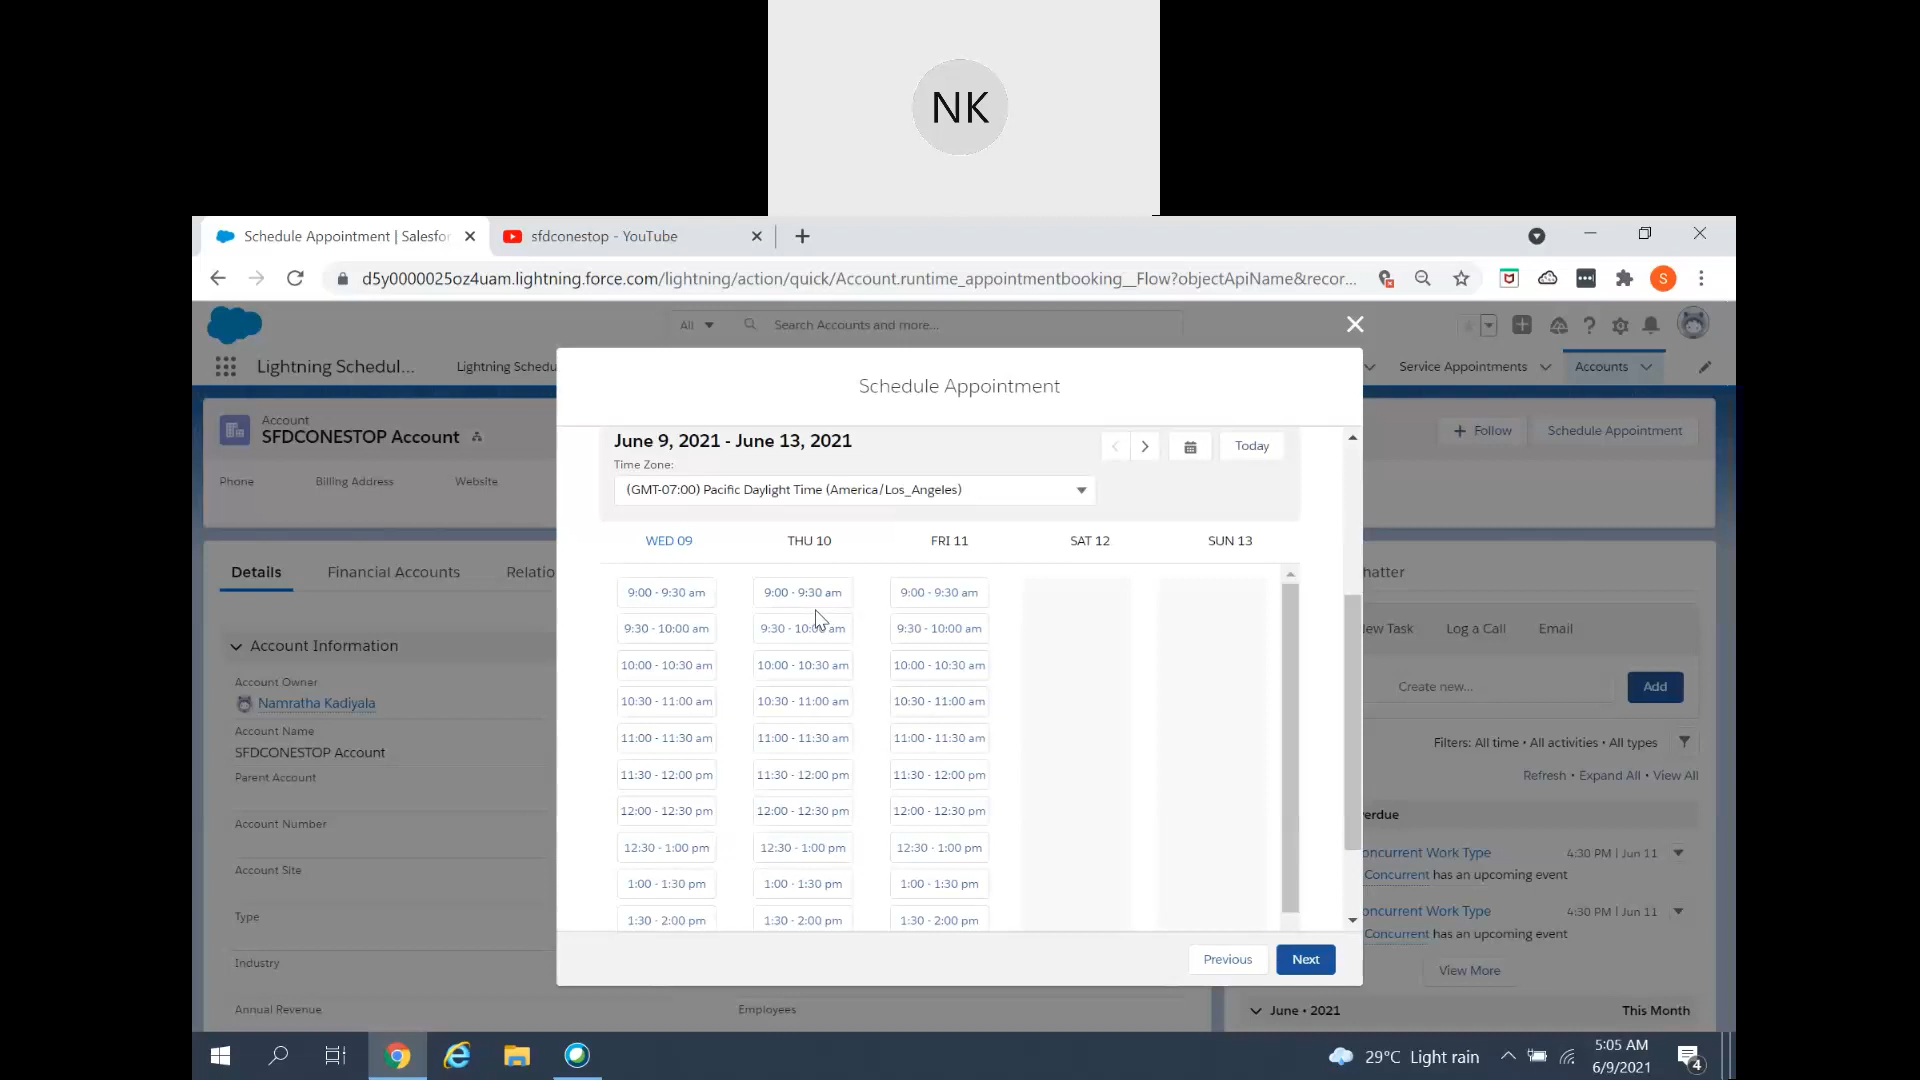 NK
Schedule Appointment | Salesfor
sfdconestop - YouTube
d5y0000025oz4uam.lightning.force.com/lightning/action/quick/Account.runtime_appointmentbooking__Flow?objectApiName&recor...
S
All
Search Accounts and more...
Lightning Schedul...
Lightning Schedu
Service Appointments
Accounts
Account
SFDCONESTOP Account
Follow
Schedule Appointment
Phone
Billing Address
Website
Schedule Appointment
June 9, 2021 - June 13, 2021
Today
Time Zone:
(GMT-07:00) Pacific Daylight Time (America/Los_Angeles)
WED 09
THU 10
FRI 11
SAT 12
SUN 13
9:00 - 9:30 am
9:00 - 9:30 am
9:00 - 9:30 am
9:30 - 10:00 am
9:30 - 10:00 am
9:30 - 10:00 am
10:00 - 10:30 am
10:00 - 10:30 am
10:00 - 10:30 am
10:30 - 11:00 am
10:30 - 11:00 am
10:30 - 11:00 am
11:00 - 11:30 am
11:00 - 11:30 am
11:00 - 11:30 am
11:30 - 12:00 pm
11:30 - 12:00 pm
11:30 - 12:00 pm
12:00 - 12:30 pm
12:00 - 12:30 pm
12:00 - 12:30 pm
12:30 - 1:00 pm
12:30 - 1:00 pm
12:30 - 1:00 pm
1:00 - 1:30 pm
1:00 - 1:30 pm
1:00 - 1:30 pm
1:30 - 2:00 pm
1:30 - 2:00 pm
1:30 - 2:00 pm
Previous
Next
Details
Financial Accounts
Relatio
Account Information
Account Owner
Namratha Kadiyala
Account Name
SFDCONESTOP Account
Parent Account
Account Number
Account Site
Type
Industry
Annual Revenue
Employees
hatter
ew Task
Log a Call
Email
Create new...
Add
Filters: All time • All activities • All types
Refresh • Expand All • View All
erdue
oncurrent Work Type
4:30 PM | Jun 11
Concurrent has an upcoming event
oncurrent Work Type
4:30 PM | Jun 11
Concurrent has an upcoming event
View More
June • 2021
This Month
29°C Light rain
5:05 AM
6/9/2021
4